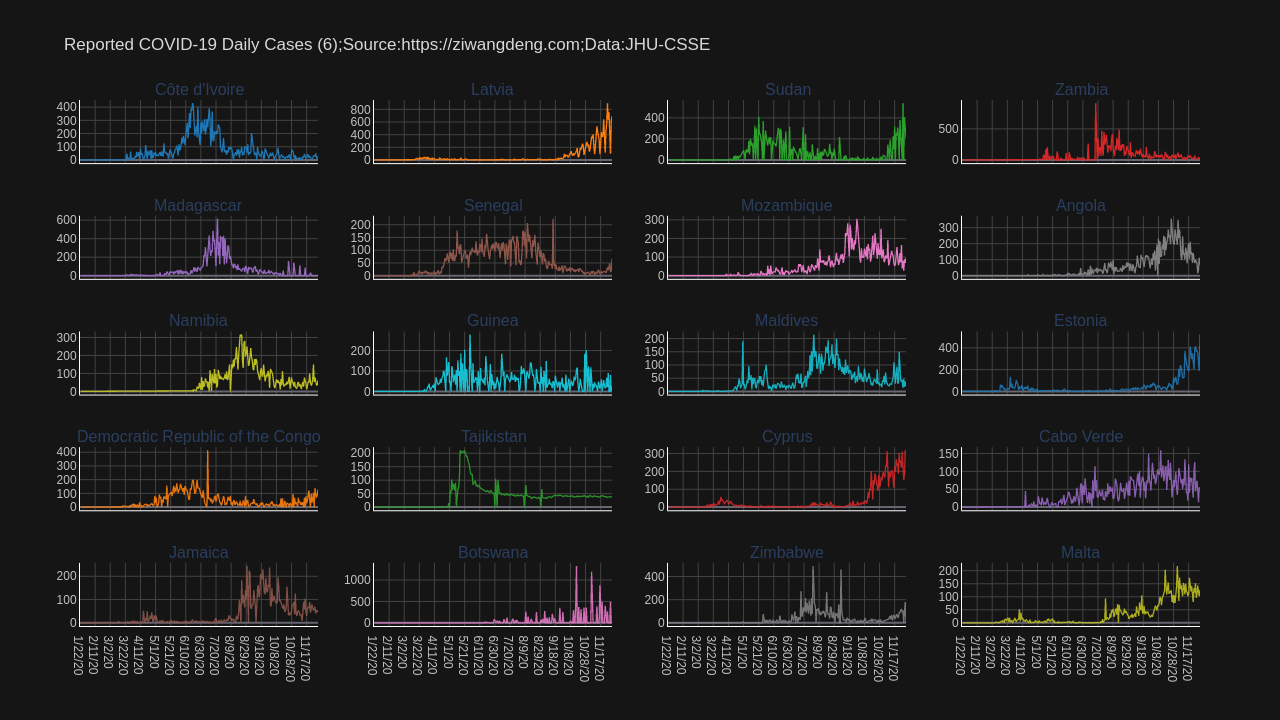 Reported COVID-19 Daily Cases (6);Source:https://ziwangdeng.com;Data:JHU-CSSE
Côte d'Ivoire Latvia Sudan Zambia
400 300 200 100 0
800 600 400 200 0
400 200 0
500 0
Madagascar Senegal Mozambique Angola
600 400 200 0
200 150 100 50 0
300 200 100 0
300 200 100 0
Namibia Guinea Maldives Estonia
300 200 100 0
200 100 0
200 150 100 50 0
400 200 0
Democratic Republic of the Congo Tajikistan Cyprus Cabo Verde
400 300 200 100 0
200 150 100 50 0
300 200 100 0
150 100 50 0
Jamaica Botswana Zimbabwe Malta
200 100 0
1000 500 0
400 200 0
200 150 100 50 0
1/22/20 2/11/20 3/2/20 3/22/20 4/11/20 5/1/20 5/21/20 6/10/20 6/30/20 7/20/20 8/9/20 8/29/20 9/18/20 10/8/20 10/28/20 11/17/20
1/22/20 2/11/20 3/2/20 3/22/20 4/11/20 5/1/20 5/21/20 6/10/20 6/30/20 7/20/20 8/9/20 8/29/20 9/18/20 10/8/20 10/28/20 11/17/20
1/22/20 2/11/20 3/2/20 3/22/20 4/11/20 5/1/20 5/21/20 6/10/20 6/30/20 7/20/20 8/9/20 8/29/20 9/18/20 10/8/20 10/28/20 11/17/20
1/22/20 2/11/20 3/2/20 3/22/20 4/11/20 5/1/20 5/21/20 6/10/20 6/30/20 7/20/20 8/9/20 8/29/20 9/18/20 10/8/20 10/28/20 11/17/20